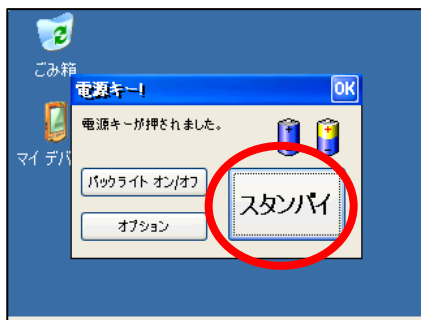 ごみ箱
電源キー!
OK
電源キーが押されました。
マイ デバ
バックライト オン/オフ
スタンバイ
オプション